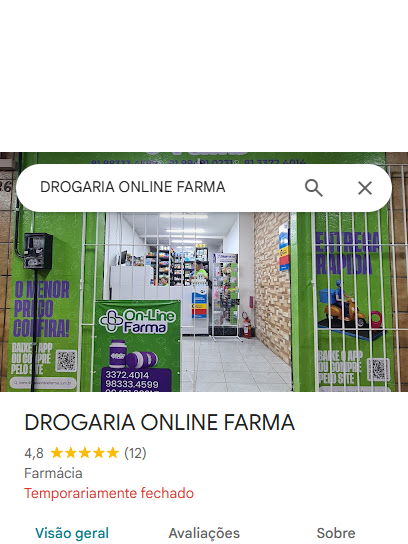 DROGARIA ONLINE FARMA
O MENOR
PREÇO
CONFIRA!
BAIXE O APP
OU COMPRE
PELO SITE
On-Line
Farma
3372.4014
98333.4599
ENTREGA
RÁPIDA
BAIXE O APP
OU COMPRE
PELO SITE
DROGARIA ONLINE FARMA
4,8 (12)
Farmácia
Temporariamente fechado
Visão geral Avaliações Sobre